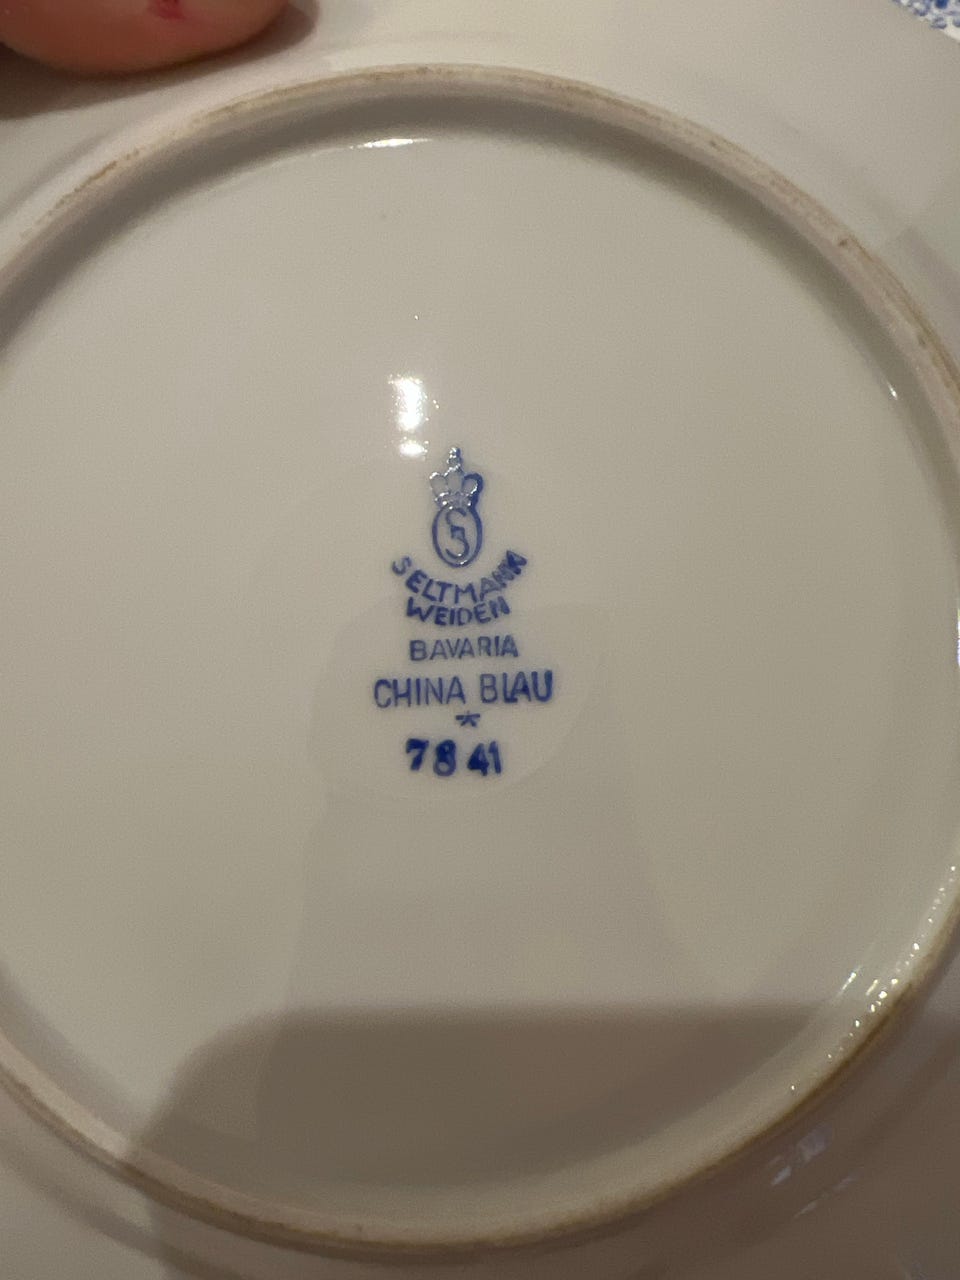 S
SELTMANN
WEIDEN
BAVARIA
CHINA BLAU
*
7841